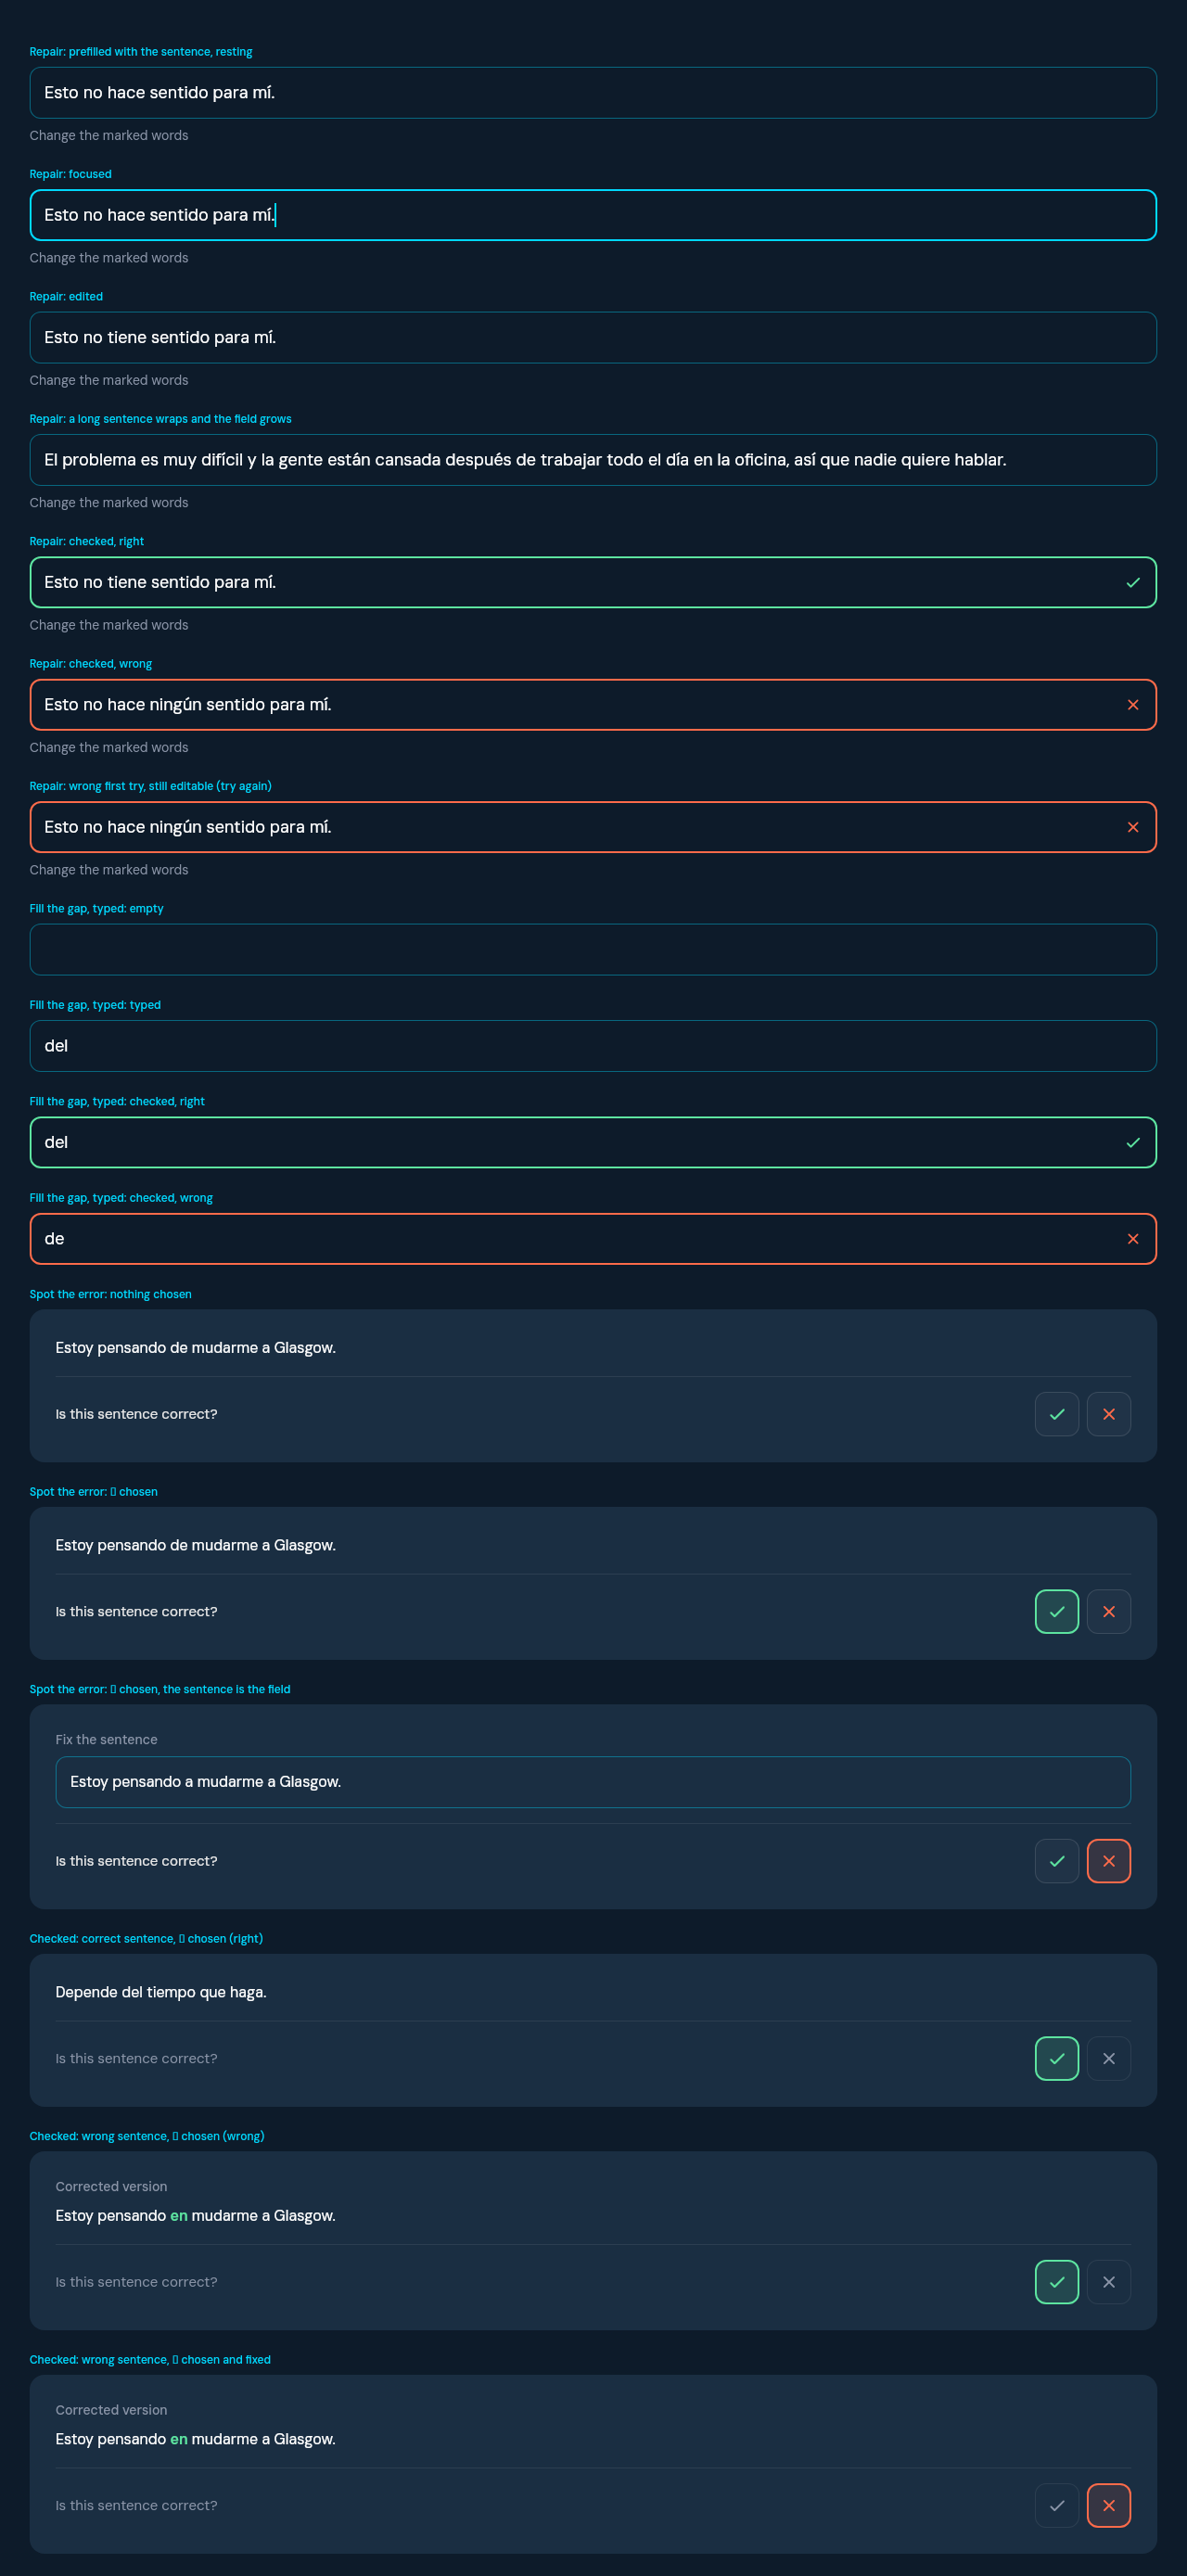 Repair: prefilled with the sentence, resting
Esto no hace sentido para mí.
Change the marked words
Repair: focused
Esto no hace sentido para mí.
Change the marked words
Repair: edited
Esto no tiene sentido para mí.
Change the marked words
Repair: a long sentence wraps and the field grows
El problema es muy difícil y la gente están cansada después de trabajar todo el día en la oficina, así que nadie quiere hablar.
Change the marked words
Repair: checked, right
Esto no tiene sentido para mí.
Change the marked words
Repair: checked, wrong
Esto no hace ningún sentido para mí.
Change the marked words
Repair: wrong first try, still editable (try again)
Esto no hace ningún sentido para mí.
Change the marked words
Fill the gap, typed: empty
Fill the gap, typed: typed
del
Fill the gap, typed: checked, right
del
Fill the gap, typed: checked, wrong
de
Spot the error: nothing chosen
Estoy pensando de mudarme a Glasgow.
Is this sentence correct?
Spot the error: ▯ chosen
Estoy pensando de mudarme a Glasgow.
Is this sentence correct?
Spot the error: ▯ chosen, the sentence is the field
Fix the sentence
Estoy pensando a mudarme a Glasgow.
Is this sentence correct?
Checked: correct sentence, ▯ chosen (right)
Depende del tiempo que haga.
Is this sentence correct?
Checked: wrong sentence, ▯ chosen (wrong)
Corrected version
Estoy pensando en mudarme a Glasgow.
Is this sentence correct?
Checked: wrong sentence, ▯ chosen and fixed
Corrected version
Estoy pensando en mudarme a Glasgow.
Is this sentence correct?